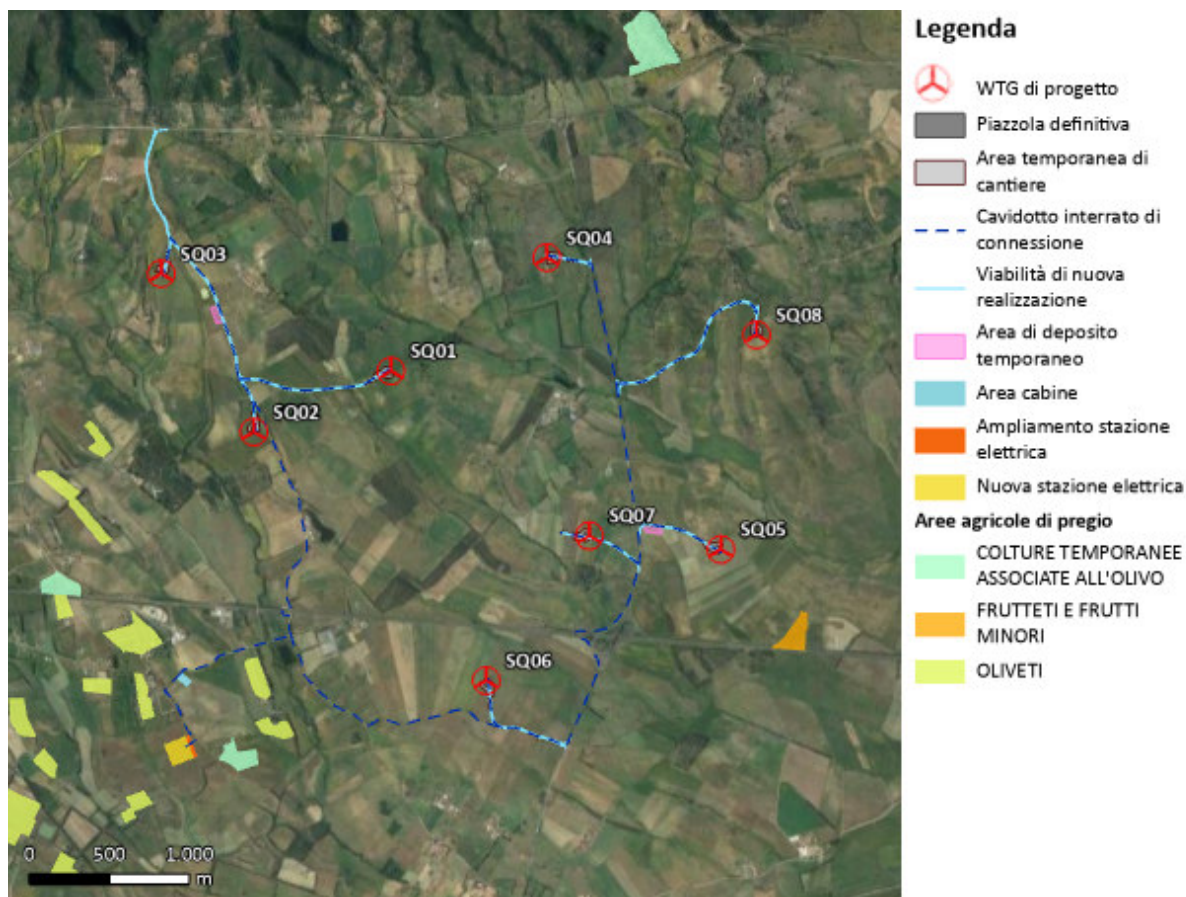 SQ03
SQ04
SQ08
SQ01
SQ02
SQ07
SQ05
SQ06
0 500 1.000
m
Legenda
WTG di progetto
Piazzola definitiva
Area temporanea di
cantiere
Cavidotto interrato di
connessione
Viabilità di nuova
realizzazione
Area di deposito
temporaneo
Area cabine
Ampliamento stazione
elettrica
Nuova stazione elettrica
Aree agricole di pregio
COLTURE TEMPORANEE
ASSOCIATE ALL'OLIVO
FRUTTETI E FRUTTI
MINORI
OLIVETI